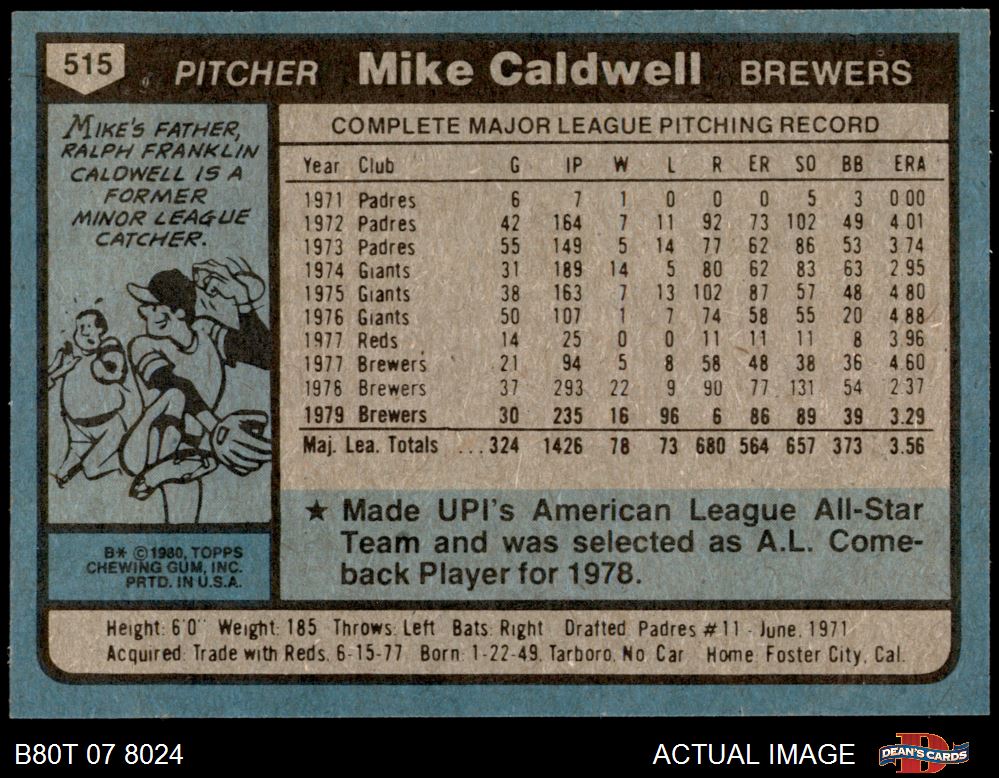 515 PITCHER Mike Caldwell BREWERS
MIKE'S FATHER,
RALPH FRANKLIN
CALDWELL IS A
FORMER
MINOR LEAGUE
CATCHER.
B* ©1980, TOPPS
CHEWING GUM, INC.
PRTD. IN U.S.A.
COMPLETE MAJOR LEAGUE PITCHING RECORD
Year Club G IP W L R ER SO BB ERA
1971 Padres 6 7 1 0 0 0 5 3 0.00
1972 Padres 42 164 7 11 92 73 102 49 4.01
1973 Padres 55 149 5 14 77 62 86 53 3.74
1974 Giants 31 189 14 5 80 62 83 63 2.95
1975 Giants 38 163 7 13 102 87 57 48 4.80
1976 Giants 50 107 1 7 74 58 55 20 4.88
1977 Reds 14 25 0 0 11 11 11 8 3.96
1977 Brewers 21 94 5 8 58 48 38 36 4.60
1978 Brewers 37 293 22 9 90 77 131 54 2.37
1979 Brewers 30 235 16 96 6 86 89 39 3.29
Maj. Lea. Totals ...324 1426 78 73 680 564 657 373 3.56
★ Made UPI's American League All-Star
Team and was selected as A.L. Come-
back Player for 1978.
Height: 6'0" Weight: 185 Throws: Left Bats: Right Drafted: Padres #11 - June, 1971
Acquired: Trade with Reds, 6-15-77 Born: 1-22-49, Tarboro, No. Car. Home: Foster City, Cal.
B80T 07 8024
ACTUAL IMAGE
D
DEAN'S CARDS